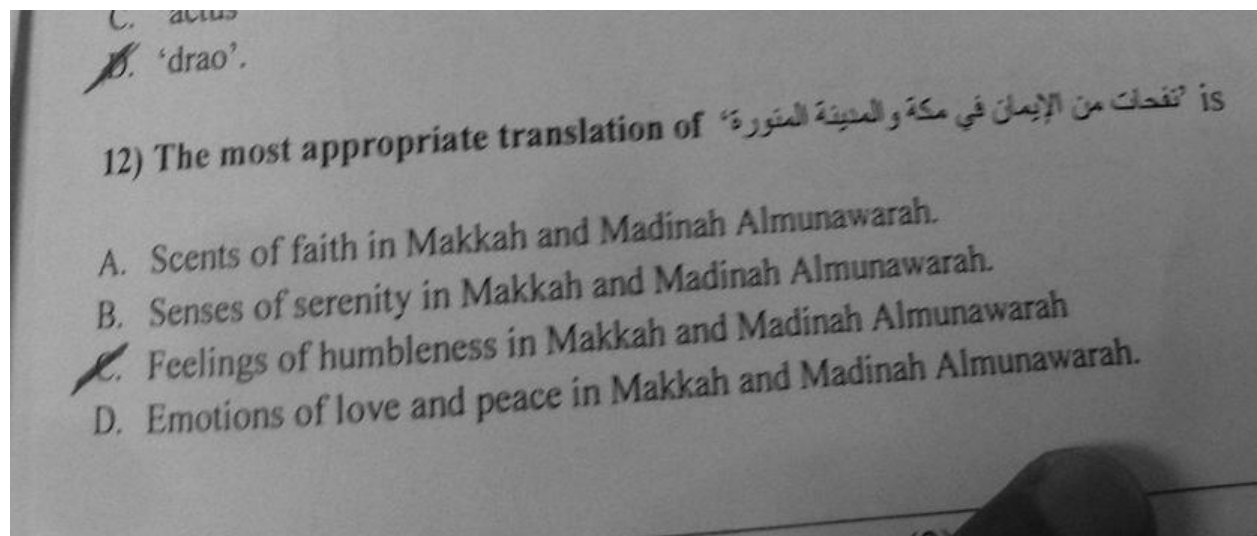 C. actus
D. ‘drao’.
12) The most appropriate translation of ‘نفحات من الإيمان في مكة و المدينة المنورة’ is
A. Scents of faith in Makkah and Madinah Almunawarah.
B. Senses of serenity in Makkah and Madinah Almunawarah.
C. Feelings of humbleness in Makkah and Madinah Almunawarah
D. Emotions of love and peace in Makkah and Madinah Almunawarah.